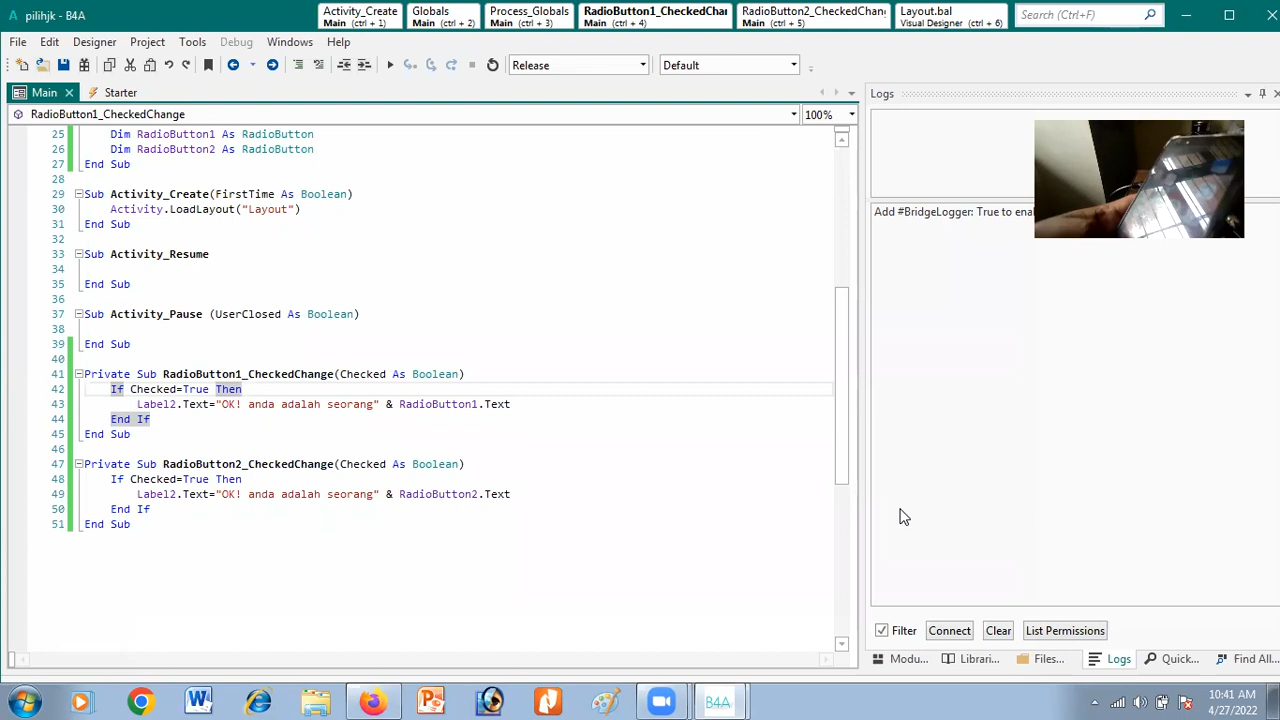 pilihjk - B4A
Activity_Create
Main (ctrl + 1)
Globals
Main (ctrl + 2)
Process_Globals
Main (ctrl + 3)
RadioButton1_CheckedChar
Main (ctrl + 4)
RadioButton2_CheckedChang
Main (ctrl + 5)
Layout.bal
Visual Designer (ctrl + 6)
Search (Ctrl+F)
File Edit Designer Project Tools Debug Windows Help
Release
Default
Main
Starter
Logs
RadioButton1_CheckedChange
100%
25 Dim RadioButton1 As RadioButton
26 Dim RadioButton2 As RadioButton
27 End Sub
28
29 Sub Activity_Create(FirstTime As Boolean)
30 Activity.LoadLayout("Layout")
31 End Sub
32
33 Sub Activity_Resume
34
35 End Sub
36
37 Sub Activity_Pause (UserClosed As Boolean)
38
39 End Sub
40
41 Private Sub RadioButton1_CheckedChange(Checked As Boolean)
42 If Checked=True Then
43 Label2.Text="OK! anda adalah seorang" & RadioButton1.Text
44 End If
45 End Sub
46
47 Private Sub RadioButton2_CheckedChange(Checked As Boolean)
48 If Checked=True Then
49 Label2.Text="OK! anda adalah seorang" & RadioButton2.Text
50 End If
51 End Sub
Add #BridgeLogger: True to enal
Filter Connect Clear List Permissions
Modu... Librari... Files... Logs Quick... Find All...
10:41 AM
4/27/2022